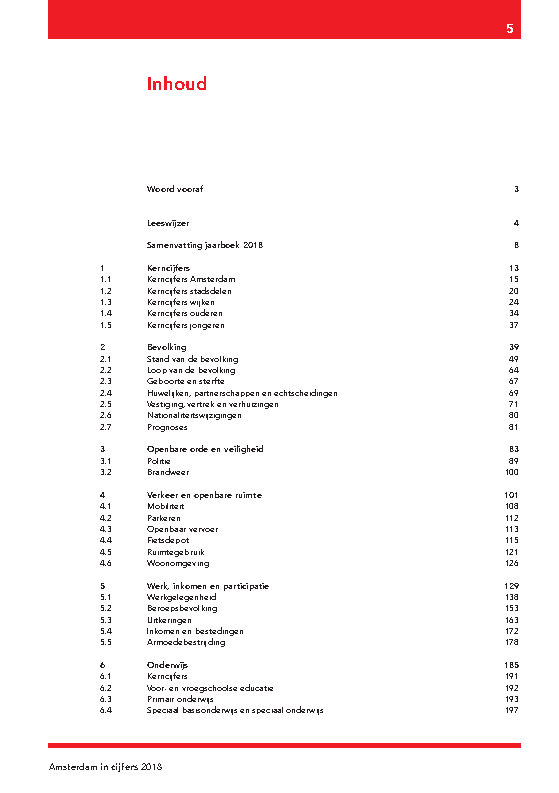 5
Inhoud
Woord vooraf 3
Leeswijzer 4
Samenvatting jaarboek 2018 8
1 Kerncijfers 13
1.1 Kerncijfers Amsterdam 15
1.2 Kerncijfers stadsdelen 20
1.3 Kerncijfers wijken 24
1.4 Kerncijfers ouderen 34
1.5 Kerncijfers jongeren 37
2 Bevolking 39
2.1 Stand van de bevolking 49
2.2 Loop van de bevolking 64
2.3 Geboorte en sterfte 67
2.4 Huwelijken, partnerschappen en echtscheidingen 69
2.5 Vestiging, vertrek en verhuizingen 71
2.6 Nationaliteitswijzigingen 80
2.7 Prognoses 81
3 Openbare orde en veiligheid 83
3.1 Politie 89
3.2 Brandweer 100
4 Verkeer en openbare ruimte 101
4.1 Mobiliteit 108
4.2 Parkeren 112
4.3 Openbaar vervoer 113
4.4 Fietsdepot 115
4.5 Ruimtegebruik 121
4.6 Woonomgeving 126
5 Werk, inkomen en participatie 129
5.1 Werkgelegenheid 138
5.2 Beroepsbevolking 153
5.3 Uitkeringen 163
5.4 Inkomen en bestedingen 172
5.5 Armoedebestrijding 178
6 Onderwijs 185
6.1 Kerncijfers 191
6.2 Voor- en vroegschoolse educatie 192
6.3 Primair onderwijs 193
6.4 Speciaal basisonderwijs en speciaal onderwijs 197
Amsterdam in cijfers 2018